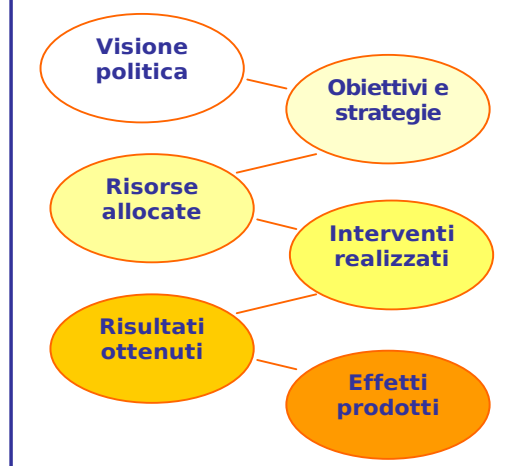 Visione
politica
Obiettivi e
strategie
Risorse
allocate
Interventi
realizzati
Risultati
ottenuti
Effetti
prodotti